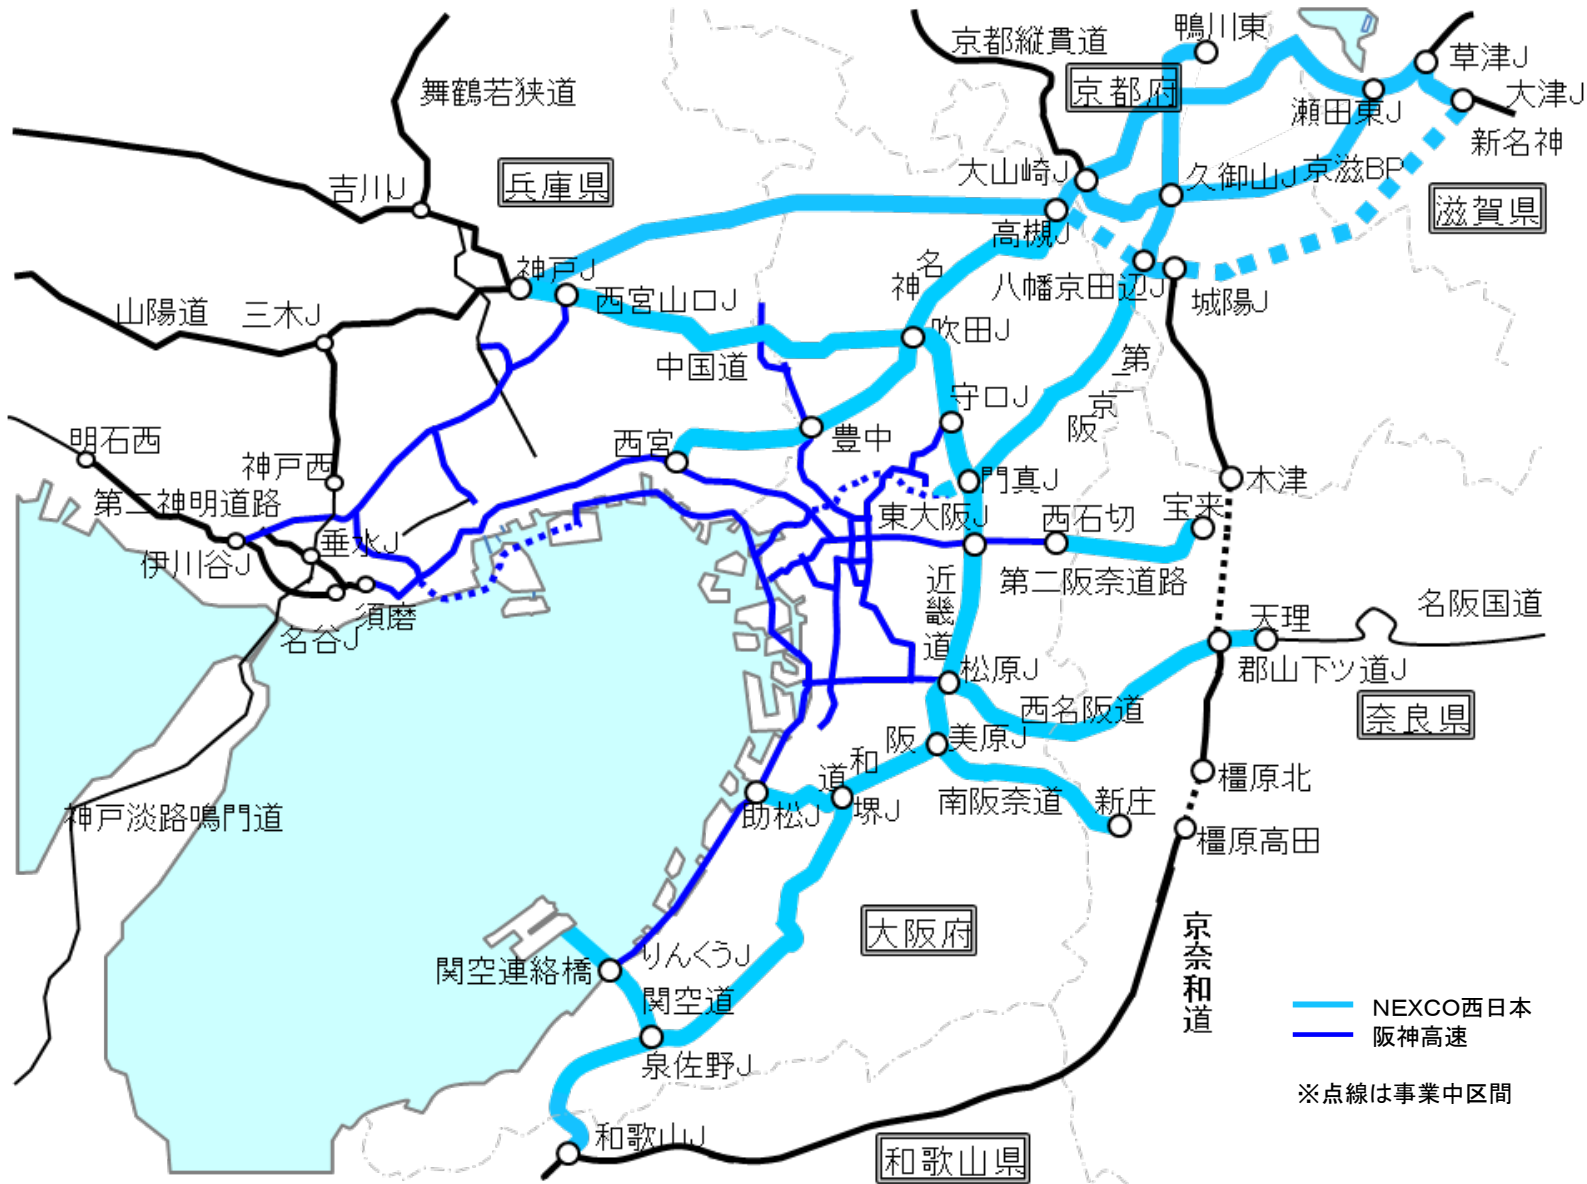 鴨川東
京都縦貫道
草津J
京都府
舞鶴若狭道
大津J
瀬田東J
新名神
大山崎J
久御山J
京滋BP
吉川J
兵庫県
滋賀県
高槻J
名神
神戸J
西宮山口J
八幡京田辺J
城陽J
山陽道
三木J
吹田J
中国道
第二京阪
守口J
明石西
神戸西
西宮
豊中
門真J
木津
第二神明道路
東大阪J
西石切
宝来
伊川谷J
垂水J
第二阪奈道路
近畿道
須磨
名谷J
天理
名阪国道
松原J
郡山下ツ道J
西名阪道
奈良県
阪和道
美原J
橿原北
南阪奈道
新庄
神戸淡路鳴門道
助松J
堺J
橿原高田
大阪府
京奈和道
関空連絡橋
りんくうJ
関空道
NEXCO西日本
阪神高速
泉佐野J
※点線は事業中区間
和歌山J
和歌山県